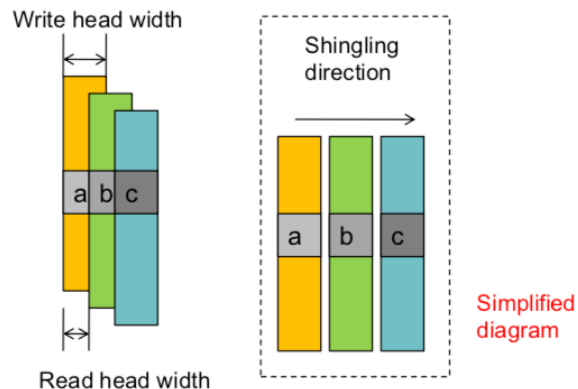 Write head width
Shingling
direction
a b c
a b c
Simplified
diagram
Read head width